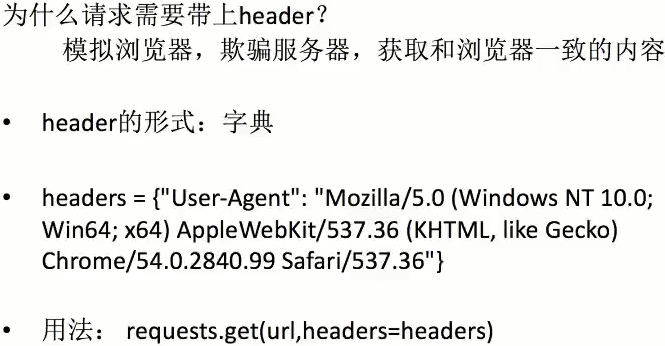 为什么请求需要带上header？
模拟浏览器，欺骗服务器，获取和浏览器一致的内容
• header的形式：字典
• headers = {"User-Agent": "Mozilla/5.0 (Windows NT 10.0;
Win64; x64) AppleWebKit/537.36 (KHTML, like Gecko)
Chrome/54.0.2840.99 Safari/537.36"}
• 用法： requests.get(url,headers=headers)